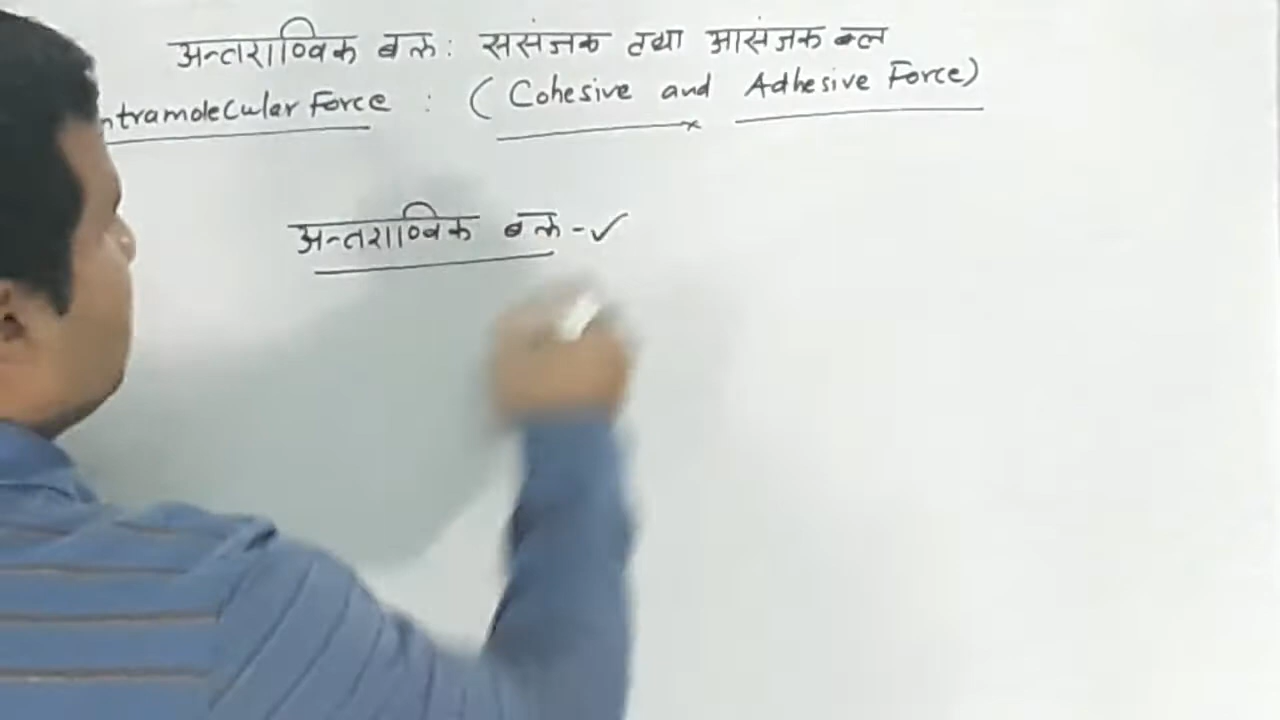 अन्तराण्विक बल : ससंजक तथा आसंजक बल
ntramolecular Force : ( Cohesive and Adhesive Force)
अन्तराण्विक बल - ✓